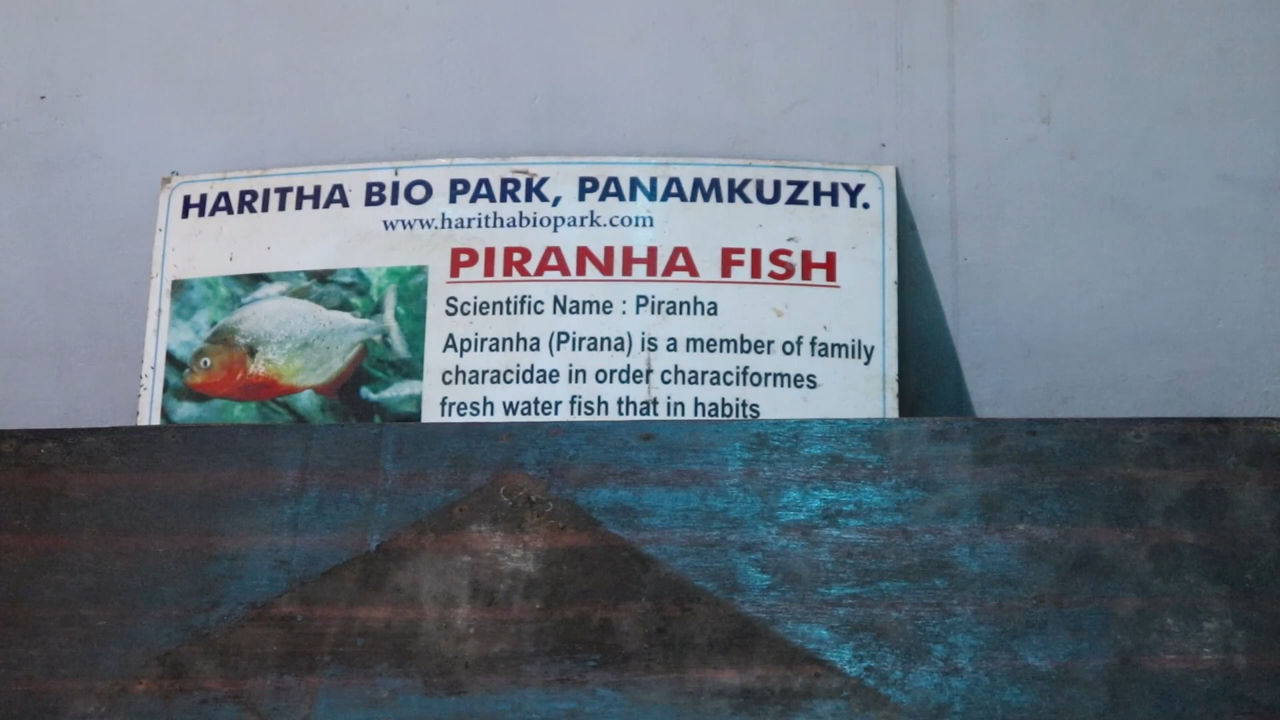 HARITHA BIO PARK, PANAMKUZHY.
www.harithabiopark.com
PIRANHA FISH
Scientific Name : Piranha
Apiranha (Pirana) is a member of family
characidae in order characiformes
fresh water fish that in habits